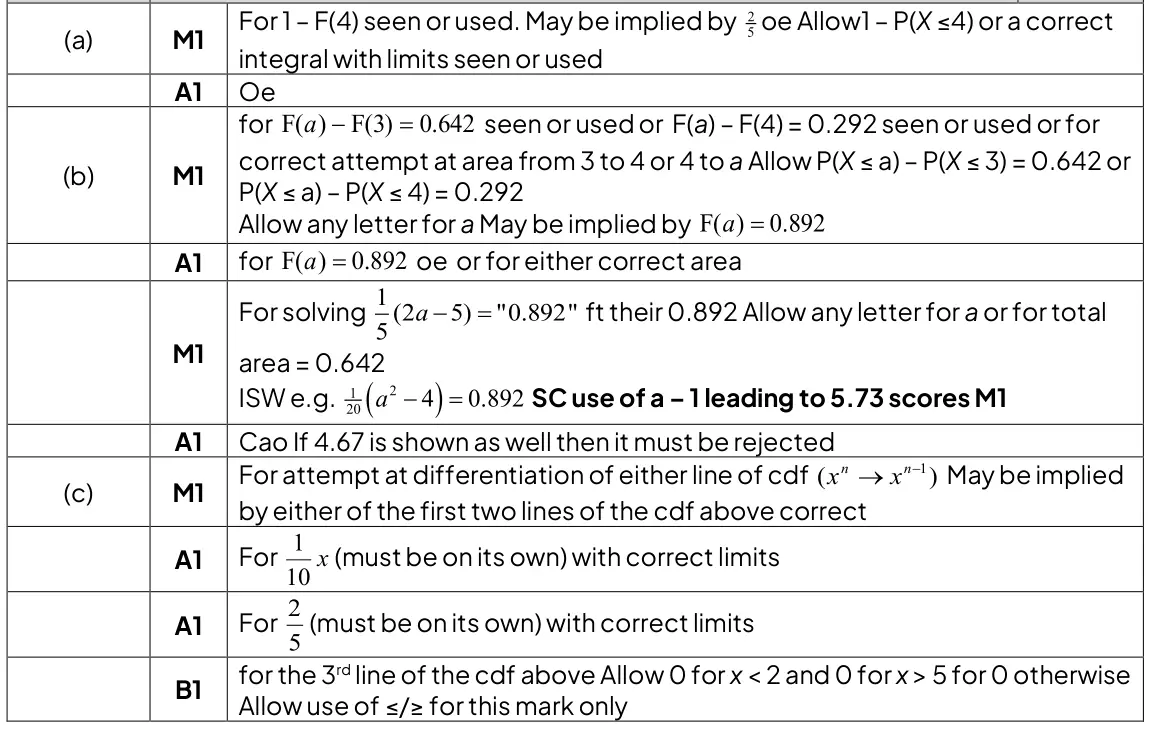 (a) M1 For 1 – F(4) seen or used. May be implied by 2/5 oe Allow1 – P(X ≤4) or a correct
integral with limits seen or used
A1 Oe
for F(a) – F(3) = 0.642 seen or used or F(a) – F(4) = 0.292 seen or used or for
(b) M1 correct attempt at area from 3 to 4 or 4 to a Allow P(X ≤ a) – P(X ≤ 3) = 0.642 or
P(X ≤ a) – P(X ≤ 4) = 0.292
Allow any letter for a May be implied by F(a) = 0.892
A1 for F(a) = 0.892 oe or for either correct area
M1 For solving 1/5(2a – 5) = "0.892" ft their 0.892 Allow any letter for a or for total
area = 0.642
ISW e.g. 1/20(a² – 4) = 0.892 SC use of a – 1 leading to 5.73 scores M1
A1 Cao If 4.67 is shown as well then it must be rejected
(c) M1 For attempt at differentiation of either line of cdf (xⁿ → xⁿ⁻¹) May be implied
by either of the first two lines of the cdf above correct
A1 For 1/10 x (must be on its own) with correct limits
A1 For 2/5 (must be on its own) with correct limits
B1 for the 3rd line of the cdf above Allow 0 for x < 2 and 0 for x > 5 for 0 otherwise
Allow use of ≤/≥ for this mark only